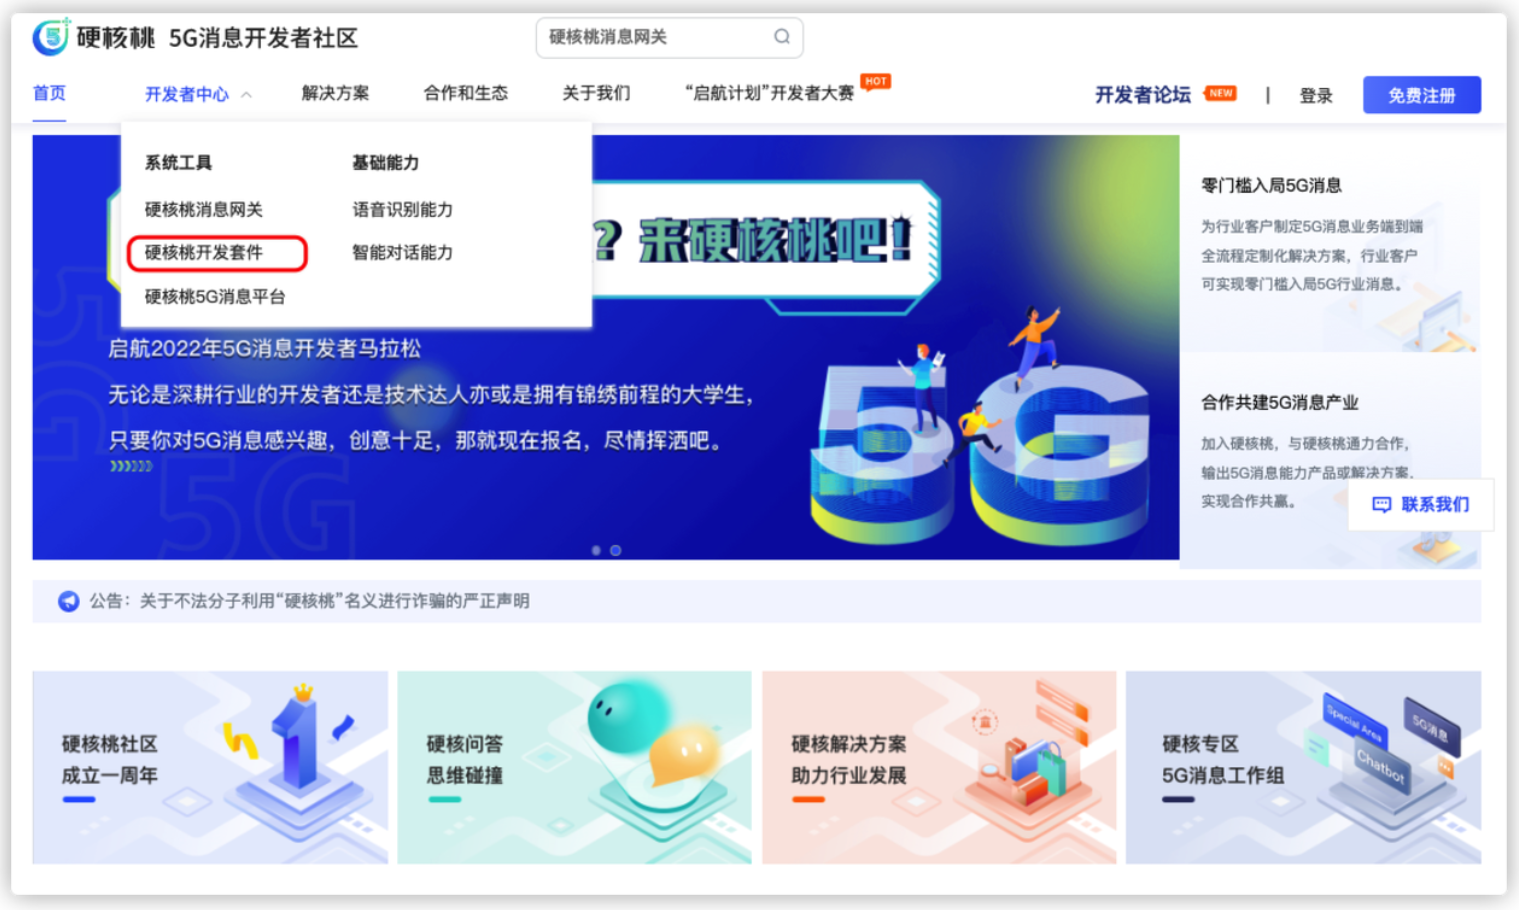 硬核桃 5G消息开发者社区
硬核桃消息网关
首页
开发者中心
解决方案
合作和生态
关于我们
“启航计划”开发者大赛
HOT
开发者论坛
NEW
|
登录
免费注册
系统工具
基础能力
硬核桃消息网关
语音识别能力
硬核桃开发套件
智能对话能力
硬核桃5G消息平台
? 来硬核桃吧!
启航2022年5G消息开发者马拉松
无论是深耕行业的开发者还是技术达人亦或是拥有锦绣前程的大学生，
只要你对5G消息感兴趣，创意十足，那就现在报名，尽情挥洒吧。
5G
5G
零门槛入局5G消息
为行业客户制定5G消息业务端到端
全流程定制化解决方案，行业客户
可实现零门槛入局5G行业消息。
合作共建5G消息产业
加入硬核桃，与硬核桃通力合作，
输出5G消息能力产品或解决方案，
实现合作共赢。
联系我们
公告：关于不法分子利用“硬核桃”名义进行诈骗的严正声明
硬核桃社区
成立一周年
1
硬核问答
思维碰撞
硬核解决方案
助力行业发展
硬核专区
5G消息工作组
Special Area
5G消息
Chatbot